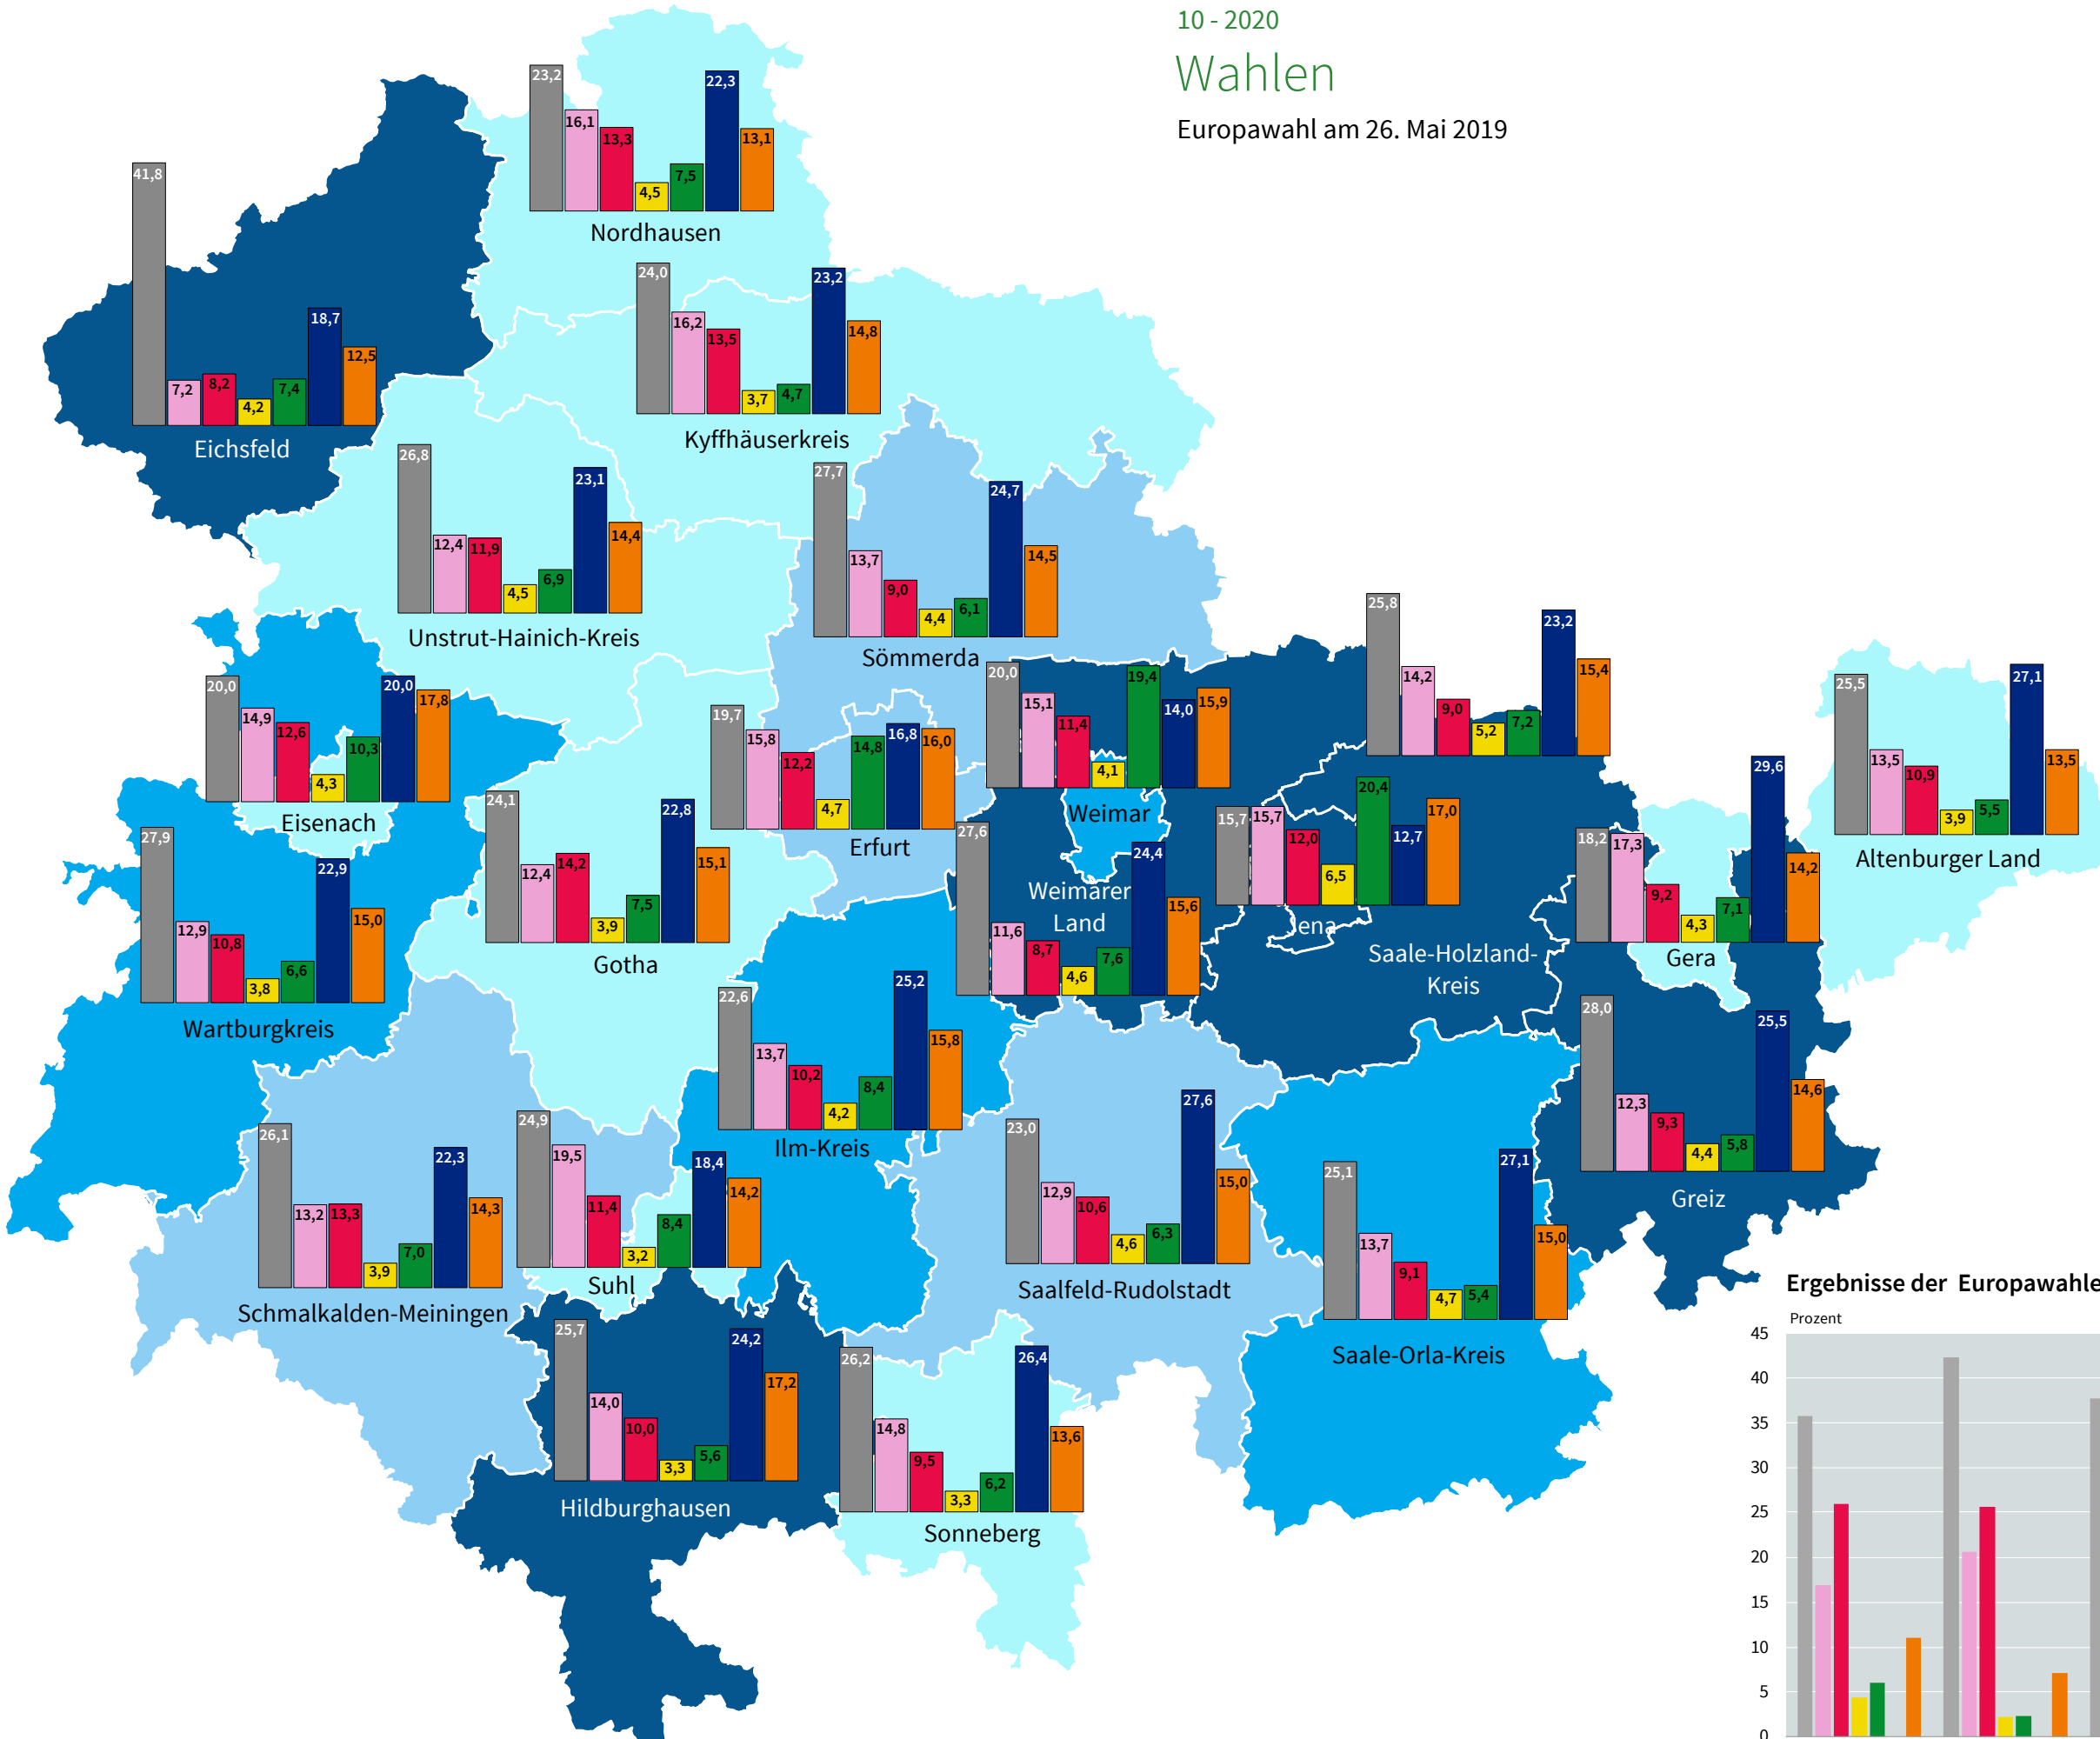 10 - 2020
Wahlen
Europawahl am 26. Mai 2019
23,2 16,1 13,3 4,5 7,5 22,3 13,1
Nordhausen
41,8 7,2 8,2 4,2 7,4 18,7 12,5
Eichsfeld
24,0 16,2 13,5 3,7 4,7 23,2 14,8
Kyffhäuserkreis
26,8 12,4 11,9 4,5 6,9 23,1 14,4
Unstrut-Hainich-Kreis
27,7 13,7 9,0 4,4 6,1 24,7 14,5
Sömmerda
20,0 14,9 12,6 4,3 10,3 20,0 17,8
Eisenach
19,7 15,8 12,2 4,7 14,8 16,8 16,0
Erfurt
20,0 15,1 11,4 4,1 19,4 14,0 15,9
Weimar
25,8 14,2 9,0 5,2 7,2 23,2 15,4
Saale-Holzland-
Kreis
25,5 13,5 10,9 3,9 5,5 27,1 13,5
Altenburger Land
27,9 12,9 10,8 3,8 6,6 22,9 15,0
Wartburgkreis
24,1 12,4 14,2 3,9 7,5 22,8 15,1
Gotha
27,6 11,6 8,7 4,6 7,6 24,4 15,6
Weimarer
Land
15,7 15,7 12,0 6,5 20,4 12,7 17,0
Jena
18,2 17,3 9,2 4,3 7,1 29,6 14,2
Gera
22,6 13,7 10,2 4,2 8,4 25,2 15,8
Ilm-Kreis
28,0 12,3 9,3 4,4 5,8 25,5 14,6
Greiz
26,1 13,2 13,3 3,9 7,0 22,3 14,3
Schmalkalden-Meiningen
24,9 19,5 11,4 3,2 8,4 18,4 14,2
Suhl
23,0 12,9 10,6 4,6 6,3 27,6 15,0
Saalfeld-Rudolstadt
25,1 13,7 9,1 4,7 5,4 27,1 15,0
Saale-Orla-Kreis
25,7 14,0 10,0 3,3 5,6 24,2 17,2
Hildburghausen
26,2 14,8 9,5 3,3 6,2 26,4 13,6
Sonneberg
Ergebnisse der Europawahle
Prozent
45
40
35
30
25
20
15
10
5
0